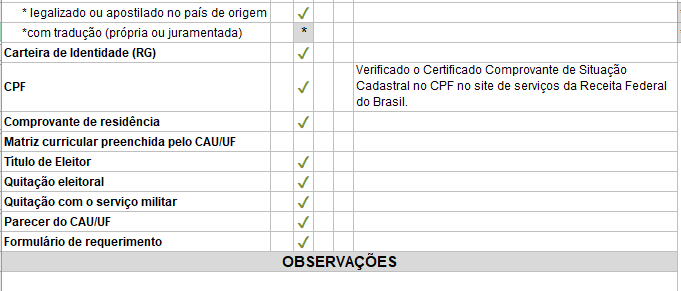 * legalizado ou apostilado no país de origem ✓
*com tradução (própria ou juramentada) *
Carteira de Identidade (RG) ✓
Verificado o Certificado Comprovante de Situação
CPF ✓ Cadastral no CPF no site de serviços da Receita Federal
do Brasil.
Comprovante de residência ✓
Matriz curricular preenchida pelo CAU/UF
Título de Eleitor ✓
Quitação eleitoral ✓
Quitação com o serviço militar ✓
Parecer do CAU/UF ✓
Formulário de requerimento ✓
OBSERVAÇÕES